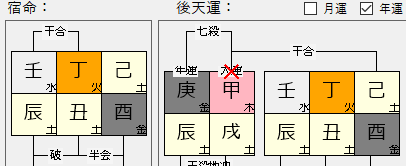 宿命： 後天運： 月運 年運
干合 七殺 干合
年運 大運
壬水 丁火 己土 庚金 甲木 壬水 丁火 己土
辰土 丑土 酉金 辰土 戌土 辰土 丑土 酉金
破 半会